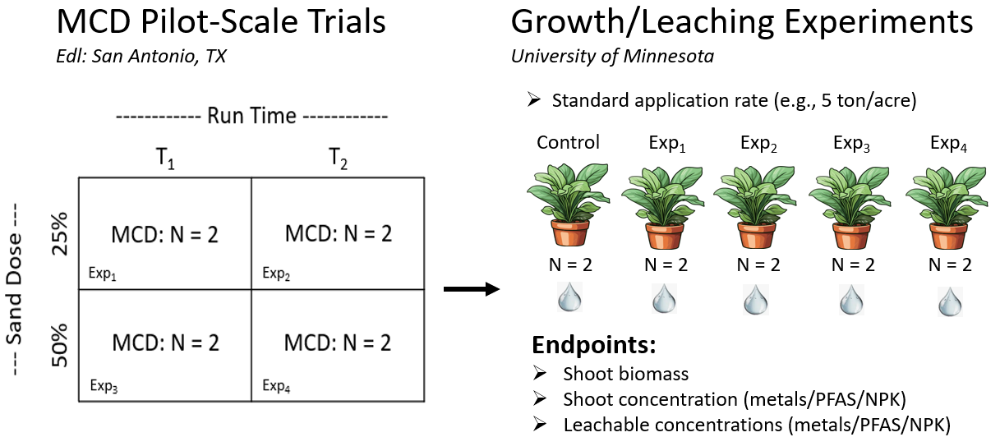 MCD Pilot-Scale Trials
Edl: San Antonio, TX
------------ Run Time ------------
T₁ T₂
--- Sand Dose ---
25%
MCD: N = 2 MCD: N = 2
Exp₁ Exp₂
50%
MCD: N = 2 MCD: N = 2
Exp₃ Exp₄
Growth/Leaching Experiments
University of Minnesota
➢ Standard application rate (e.g., 5 ton/acre)
Control Exp₁ Exp₂ Exp₃ Exp₄
N = 2 N = 2 N = 2 N = 2 N = 2
Endpoints:
➢ Shoot biomass
➢ Shoot concentration (metals/PFAS/NPK)
➢ Leachable concentrations (metals/PFAS/NPK)